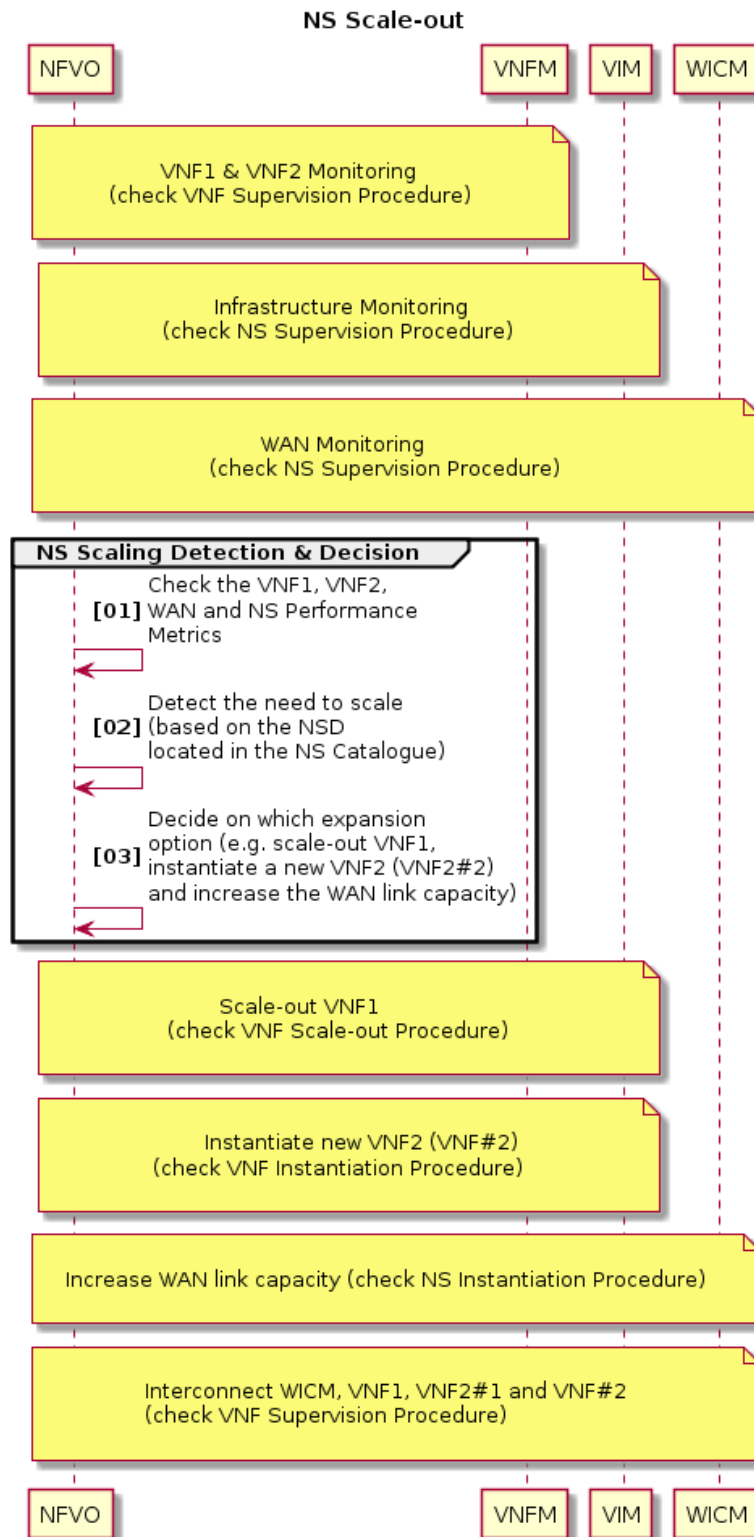 NS Scale-out
NFVO
VNFM
VIM
WICM
VNF1 & VNF2 Monitoring
(check VNF Supervision Procedure)
Infrastructure Monitoring
(check NS Supervision Procedure)
WAN Monitoring
(check NS Supervision Procedure)
NS Scaling Detection & Decision
Check the VNF1, VNF2,
[01] WAN and NS Performance
Metrics
Detect the need to scale
[02] (based on the NSD
located in the NS Catalogue)
Decide on which expansion
option (e.g. scale-out VNF1,
[03] instantiate a new VNF2 (VNF2#2)
and increase the WAN link capacity)
Scale-out VNF1
(check VNF Scale-out Procedure)
Instantiate new VNF2 (VNF#2)
(check VNF Instantiation Procedure)
Increase WAN link capacity (check NS Instantiation Procedure)
Interconnect WICM, VNF1, VNF2#1 and VNF#2
(check VNF Supervision Procedure)
NFVO
VNFM
VIM
WICM